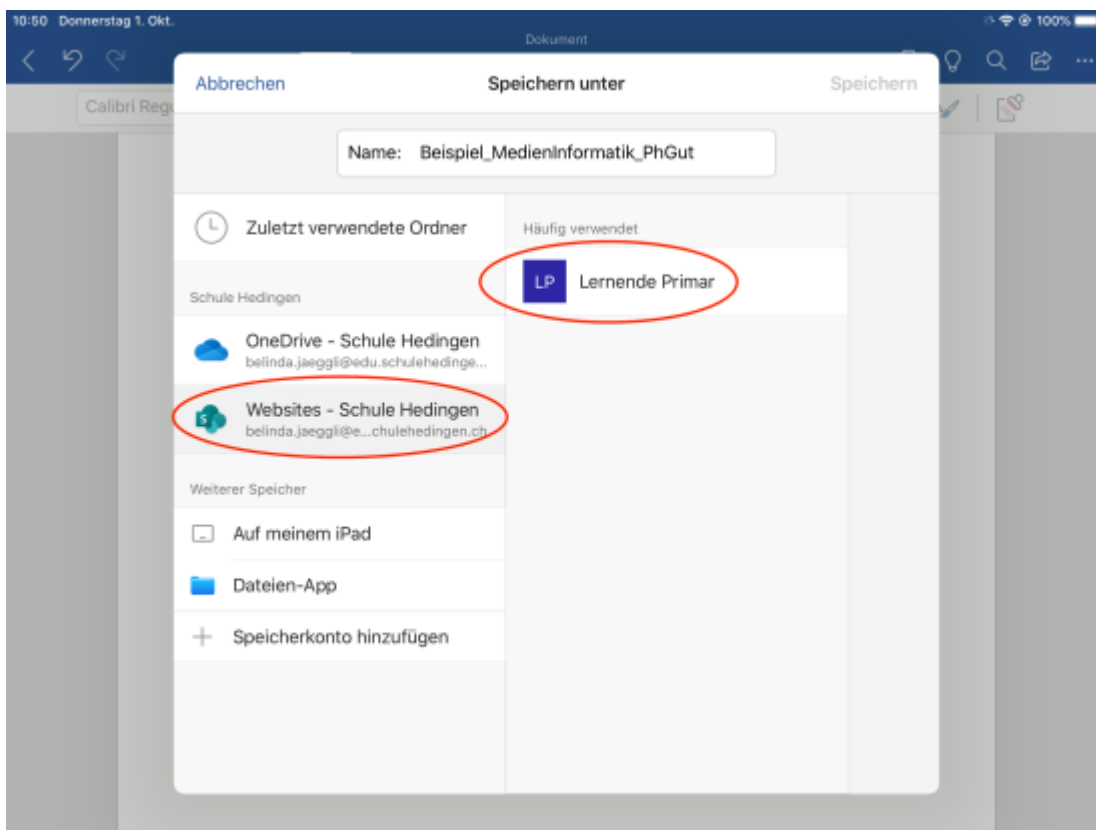 10:50 Donnerstag 1. Okt.
100%
Dokument
Calibri Regu
Abbrechen
Speichern unter
Speichern
Name: Beispiel_MedienInformatik_PhGut
Zuletzt verwendete Ordner
Schule Hedingen
OneDrive - Schule Hedingen
belinda.jaeggli@edu.schulehedinge...
Websites - Schule Hedingen
belinda.jaeggli@e...chulehedingen.ch
Weiterer Speicher
Auf meinem iPad
Dateien-App
Speicherkonto hinzufügen
Häufig verwendet
LP Lernende Primar